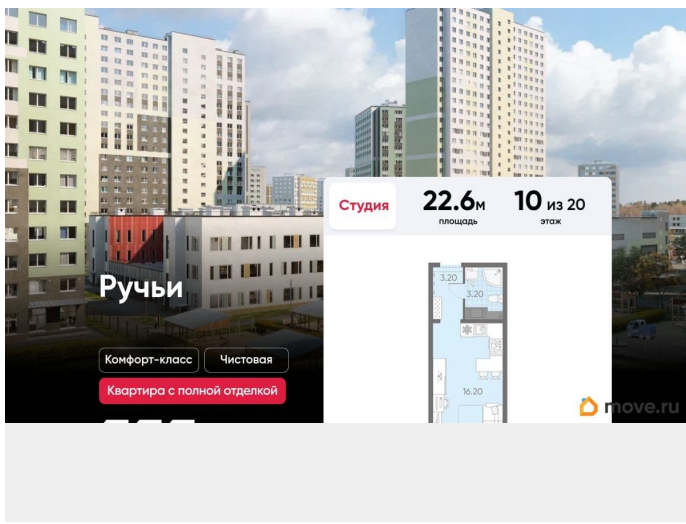 Студия
22.6м
площадь
10 из 20
этаж
3.20
3.20
16.20
Ручьи
Комфорт-класс
Чистовая
Квартира с полной отделкой
move.ru